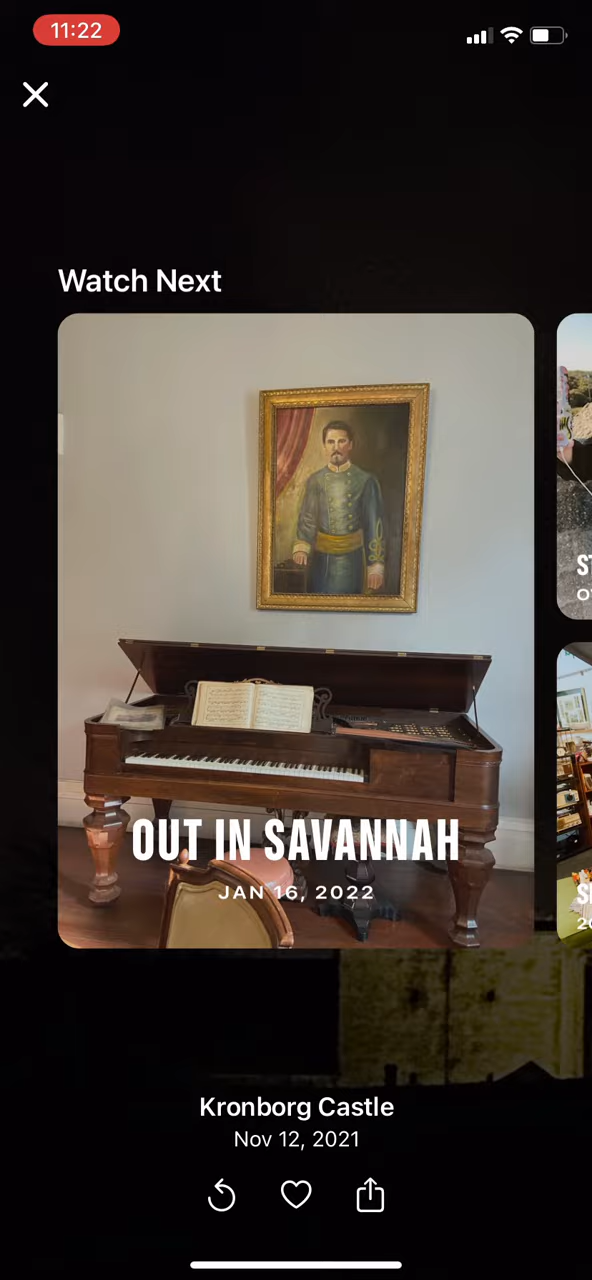 11:22
Watch Next
OUT IN SAVANNAH
JAN 16, 2022
Kronborg Castle
Nov 12, 2021